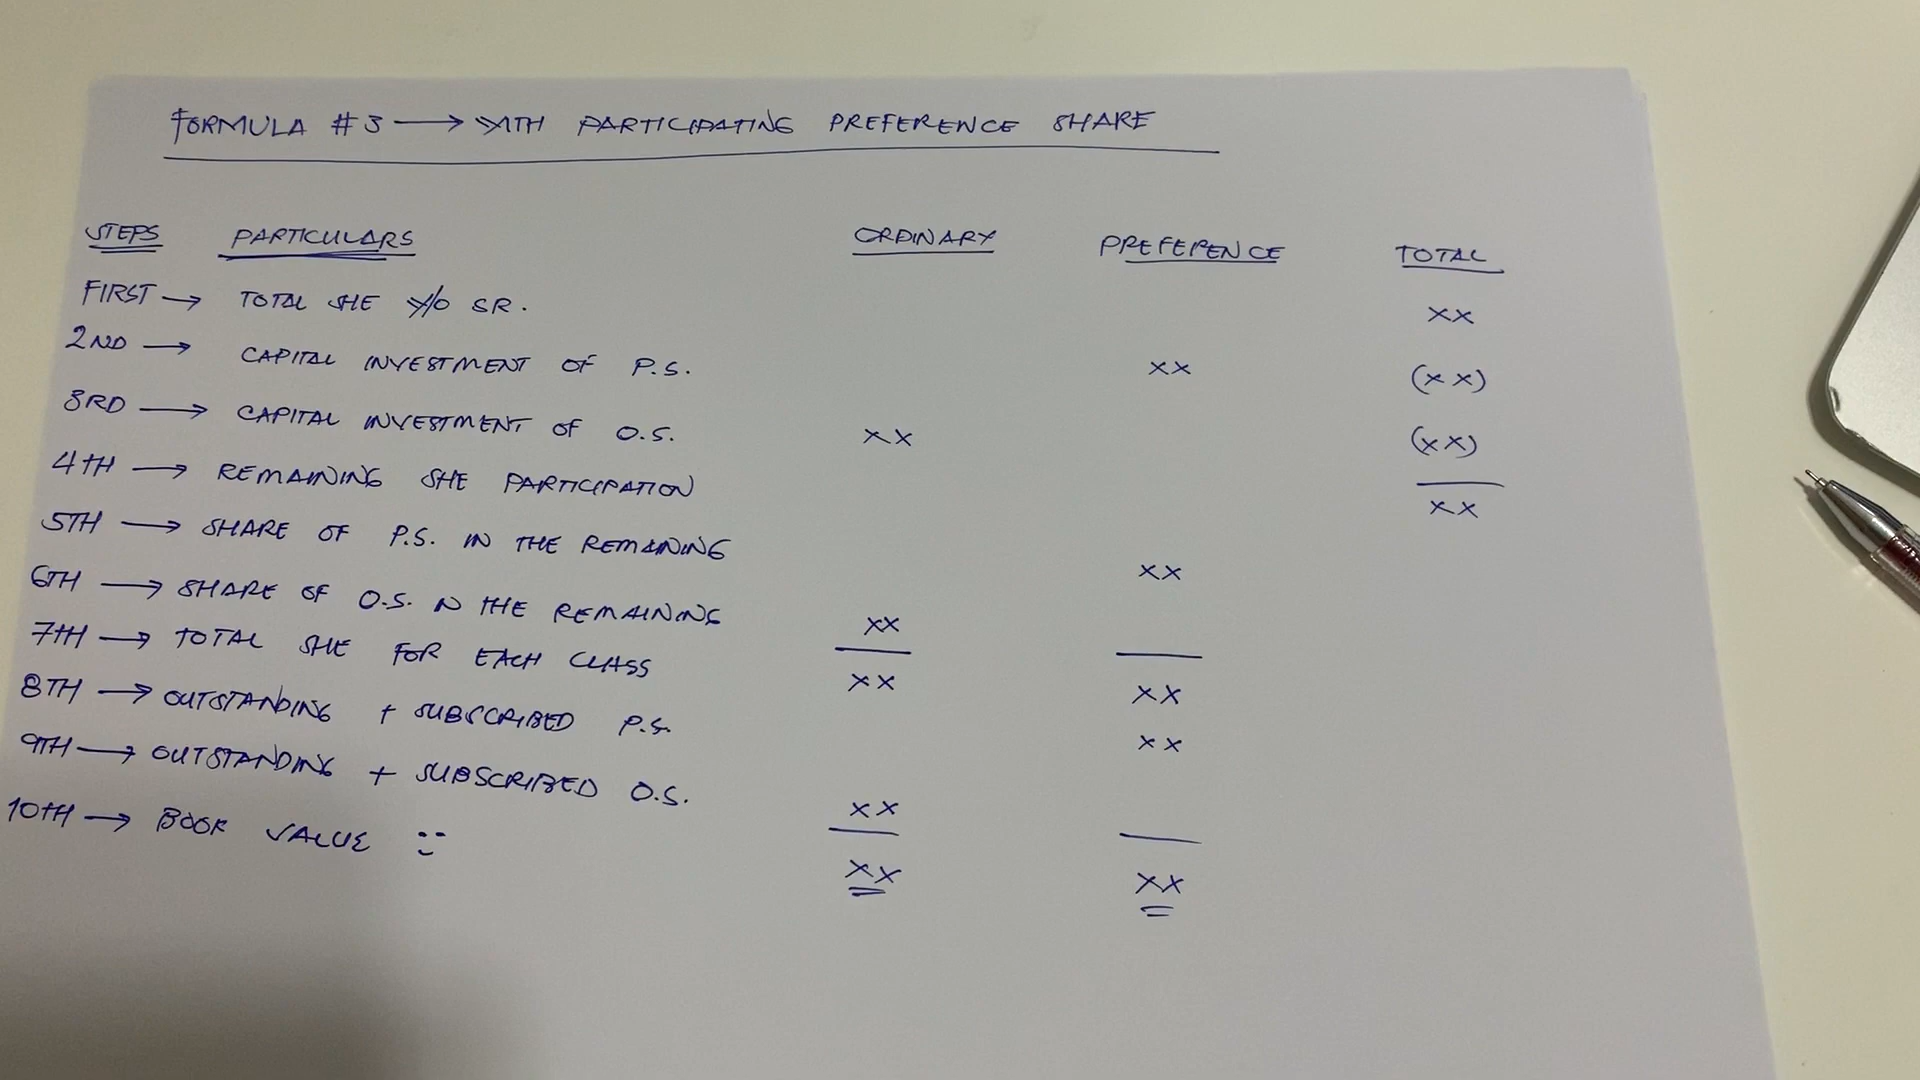 FORMULA #3 → WITH PARTICIPATING PREFERENCE SHARE
STEPS PARTICULARS ORDINARY PREFERENCE TOTAL
FIRST → TOTAL SHE W/O SR. XX
2ND → CAPITAL INVESTMENT OF P.S. XX (XX)
3RD → CAPITAL INVESTMENT OF O.S. XX (XX)
4TH → REMAINING SHE PARTICIPATION XX
5TH → SHARE OF P.S. IN THE REMAINING XX
6TH → SHARE OF O.S. IN THE REMAINING XX
7TH → TOTAL SHE FOR EACH CLASS XX XX
8TH → OUTSTANDING + SUBSCRIBED P.S. XX
9TH → OUTSTANDING + SUBSCRIBED O.S. XX
10TH → BOOK VALUE XX XX